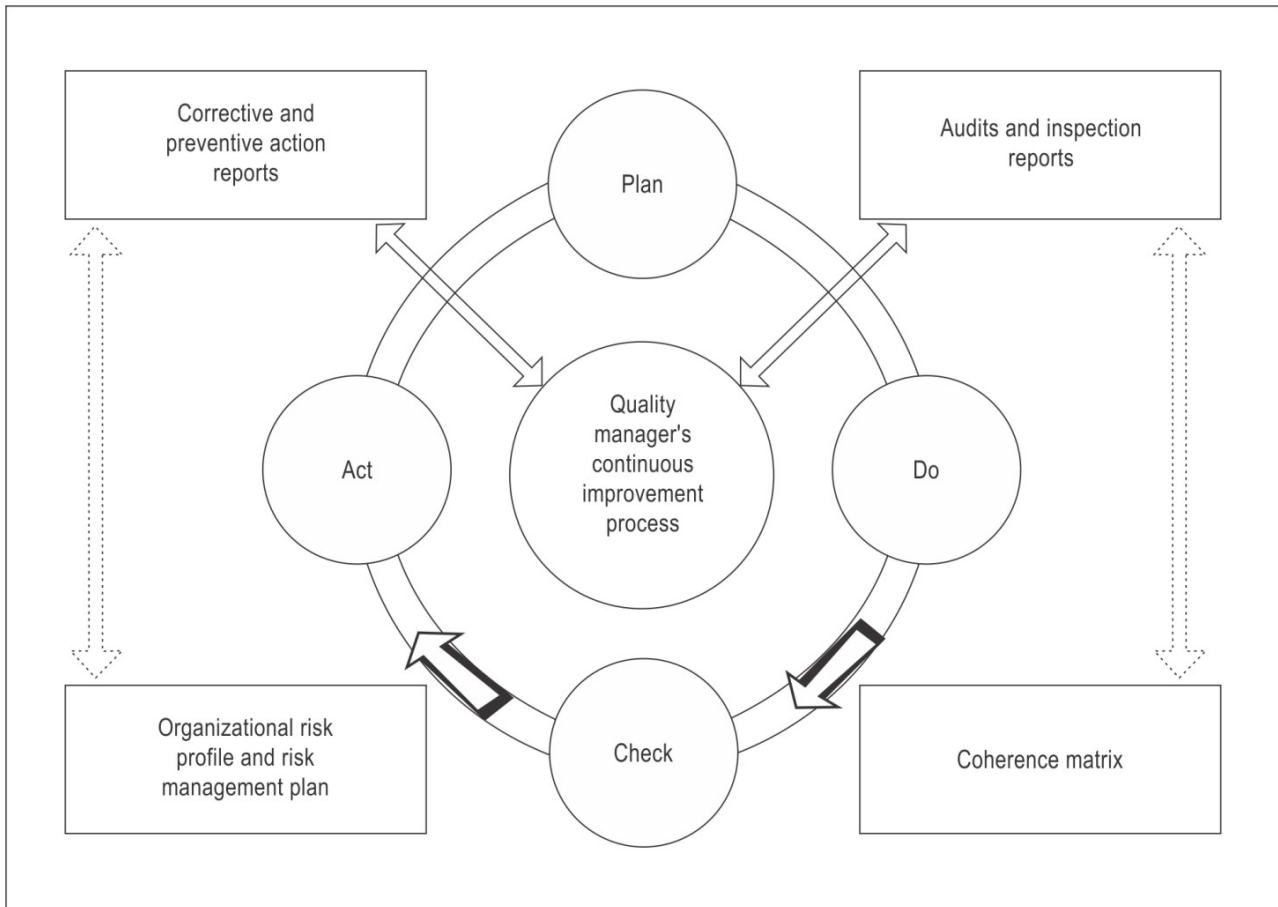 Corrective and
preventive action
reports
Audits and inspection
reports
Plan
Quality
manager's
continuous
improvement
process
Act
Do
Organizational risk
profile and risk
management plan
Check
Coherence matrix